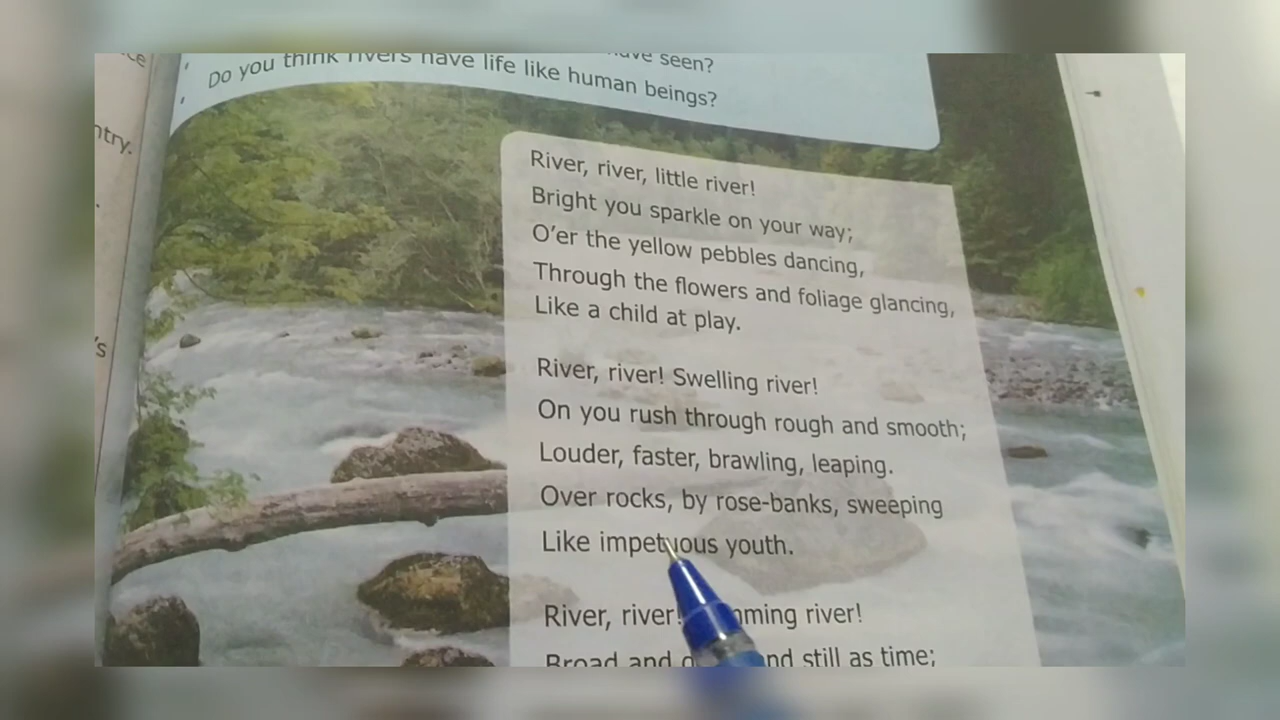 ce
ntry.
's
have seen?
Do you think rivers have life like human beings?
River, river, little river!
Bright you sparkle on your way;
O'er the yellow pebbles dancing,
Through the flowers and foliage glancing,
Like a child at play.
River, river! Swelling river!
On you rush through rough and smooth;
Louder, faster, brawling, leaping.
Over rocks, by rose-banks, sweeping
Like impetuous youth.
River, river! river!
Broad and and still as time;